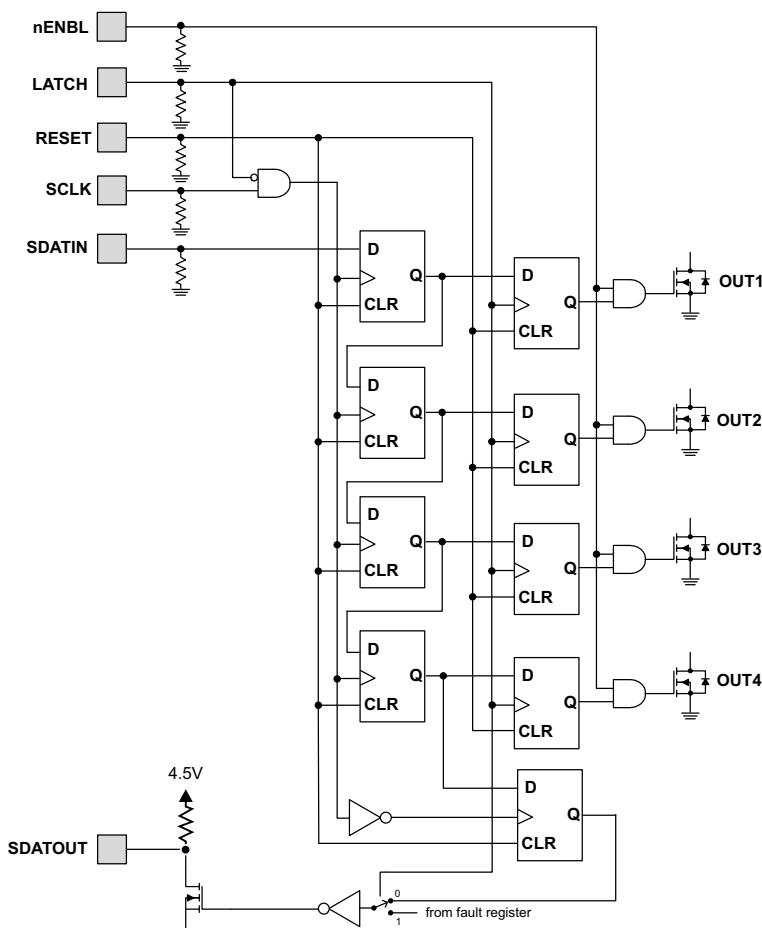 nENBL
LATCH
RESET
SCLK
SDATIN
D
Q
CLR
D
Q
CLR
OUT1
D
Q
CLR
D
Q
CLR
OUT2
D
Q
CLR
D
Q
CLR
OUT3
D
Q
CLR
D
Q
CLR
OUT4
4.5V
D
Q
CLR
SDATOUT
0
from fault register
1